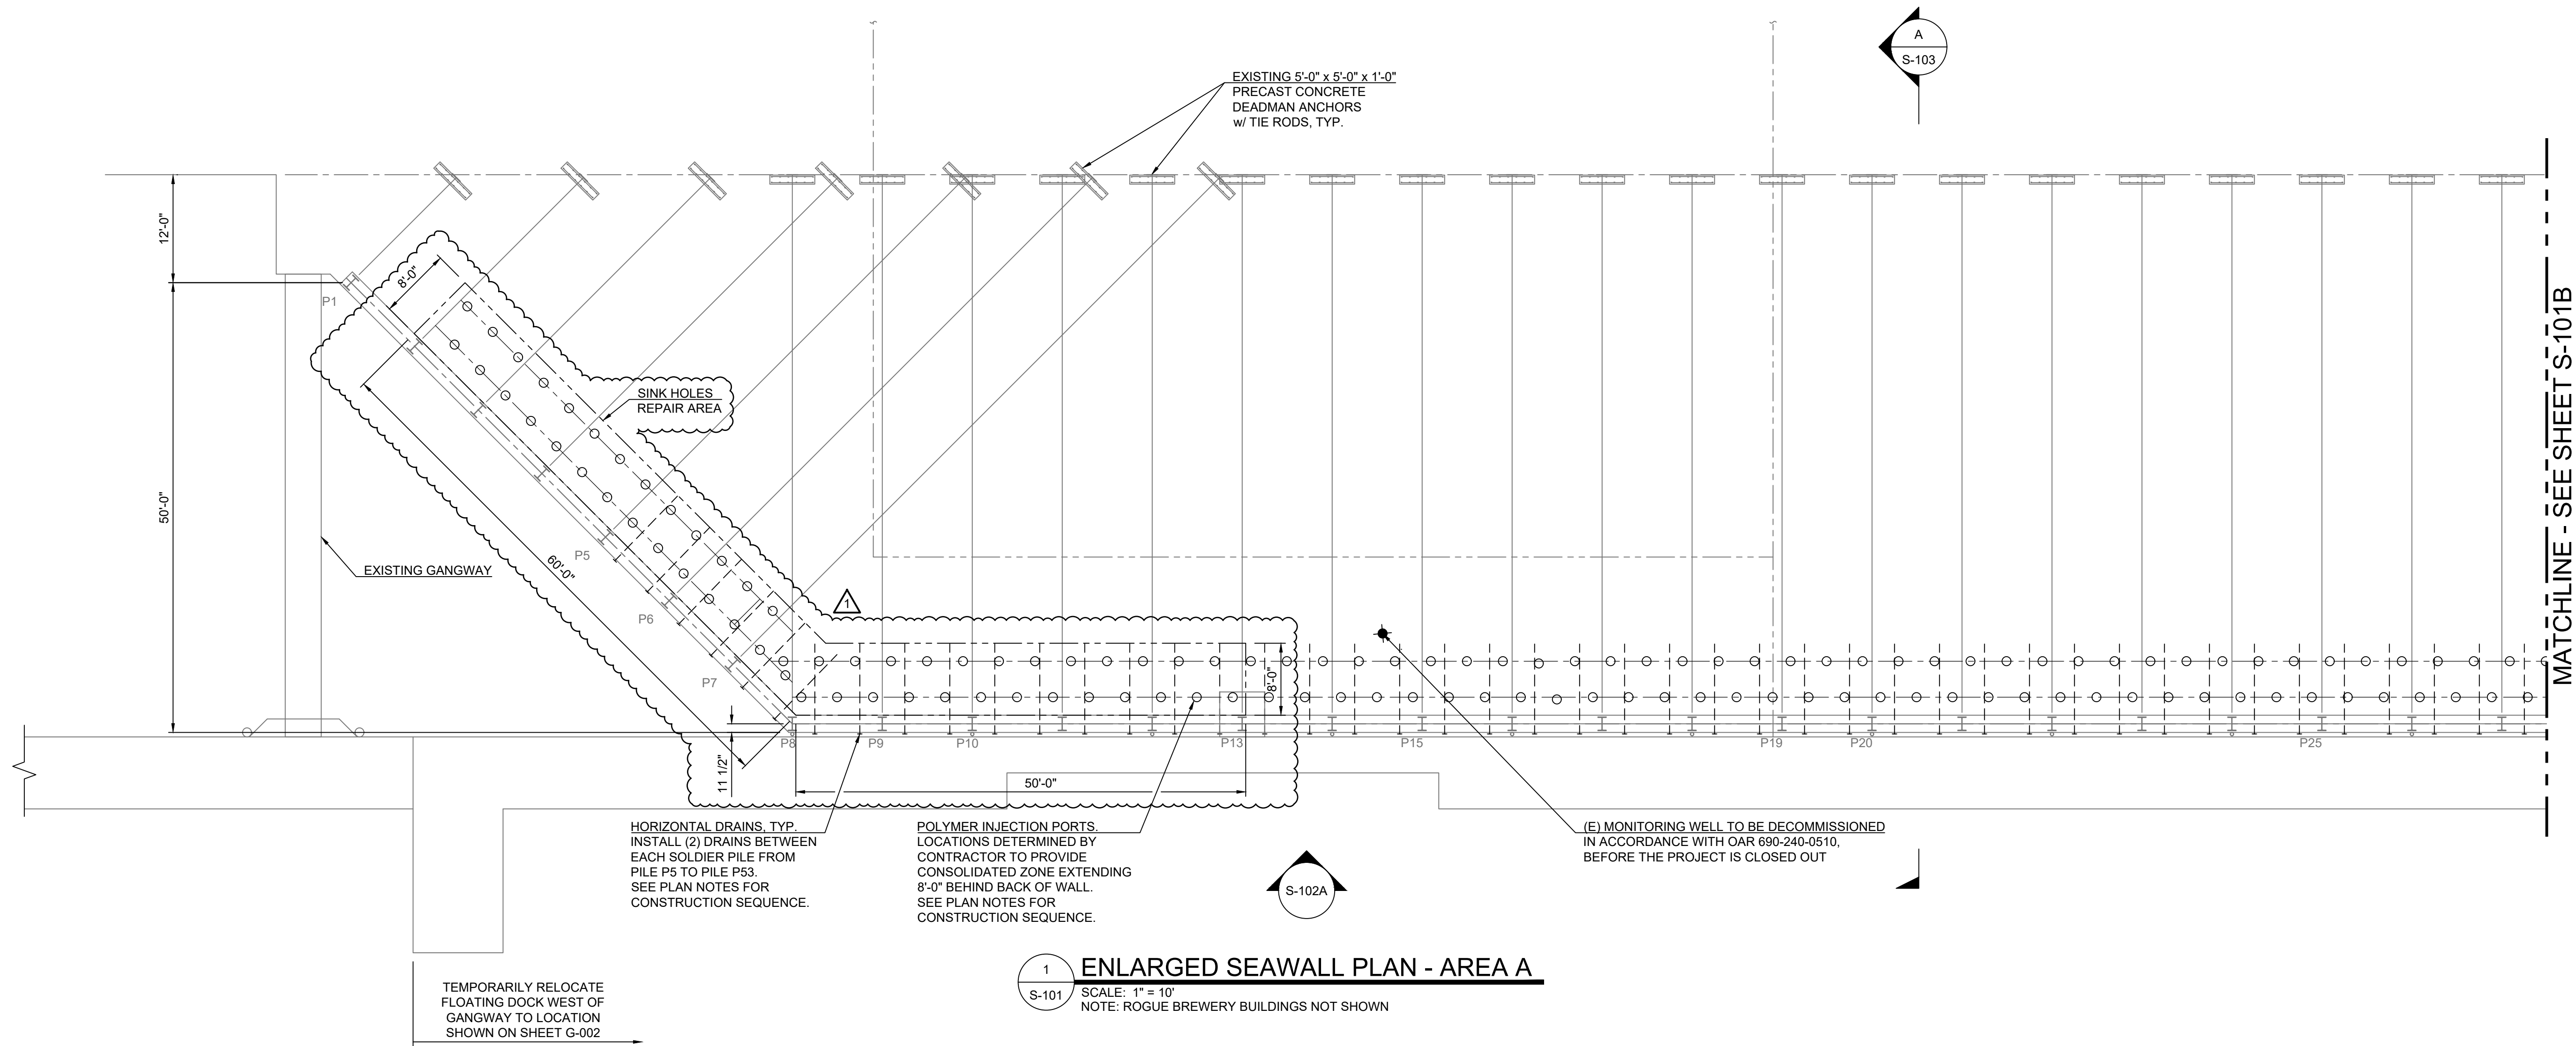 A
S-103
EXISTING 5'-0" x 5'-0" x 1'-0"
PRECAST CONCRETE
DEADMAN ANCHORS
w/ TIE RODS, TYP.
12'-0"
8'-0"
P1
SINK HOLES
REPAIR AREA
50'-0"
EXISTING GANGWAY
60'-0"
P5
P6
P7
1
8'-0"
P8
P9
P10
P13
P15
P19
P20
P25
11 1/2"
50'-0"
MATCHLINE - SEE SHEET S-101B
HORIZONTAL DRAINS, TYP.
INSTALL (2) DRAINS BETWEEN
EACH SOLDIER PILE FROM
PILE P5 TO PILE P53.
SEE PLAN NOTES FOR
CONSTRUCTION SEQUENCE.
POLYMER INJECTION PORTS.
LOCATIONS DETERMINED BY
CONTRACTOR TO PROVIDE
CONSOLIDATED ZONE EXTENDING
8'-0" BEHIND BACK OF WALL.
SEE PLAN NOTES FOR
CONSTRUCTION SEQUENCE.
S-102A
(E) MONITORING WELL TO BE DECOMMISSIONED
IN ACCORDANCE WITH OAR 690-240-0510,
BEFORE THE PROJECT IS CLOSED OUT
TEMPORARILY RELOCATE
FLOATING DOCK WEST OF
GANGWAY TO LOCATION
SHOWN ON SHEET G-002
1
S-101
ENLARGED SEAWALL PLAN - AREA A
SCALE: 1" = 10'
NOTE: ROGUE BREWERY BUILDINGS NOT SHOWN